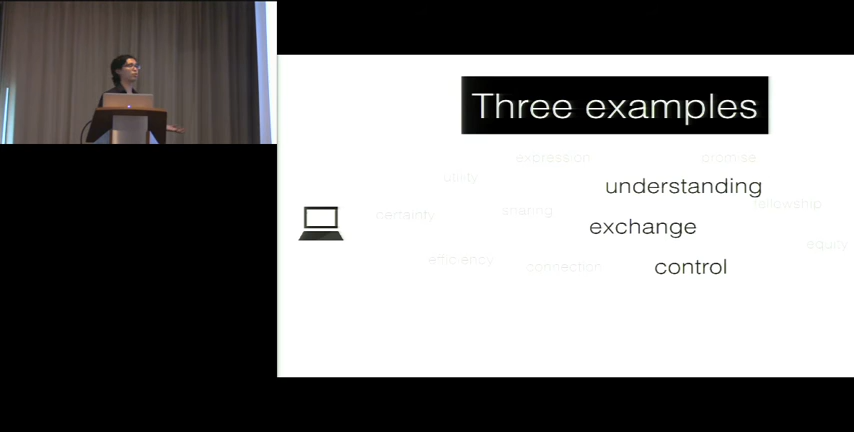 Three examples
expression
promise
utility
understanding
fellowship
certainty
sharing
exchange
equity
efficiency
connection
control